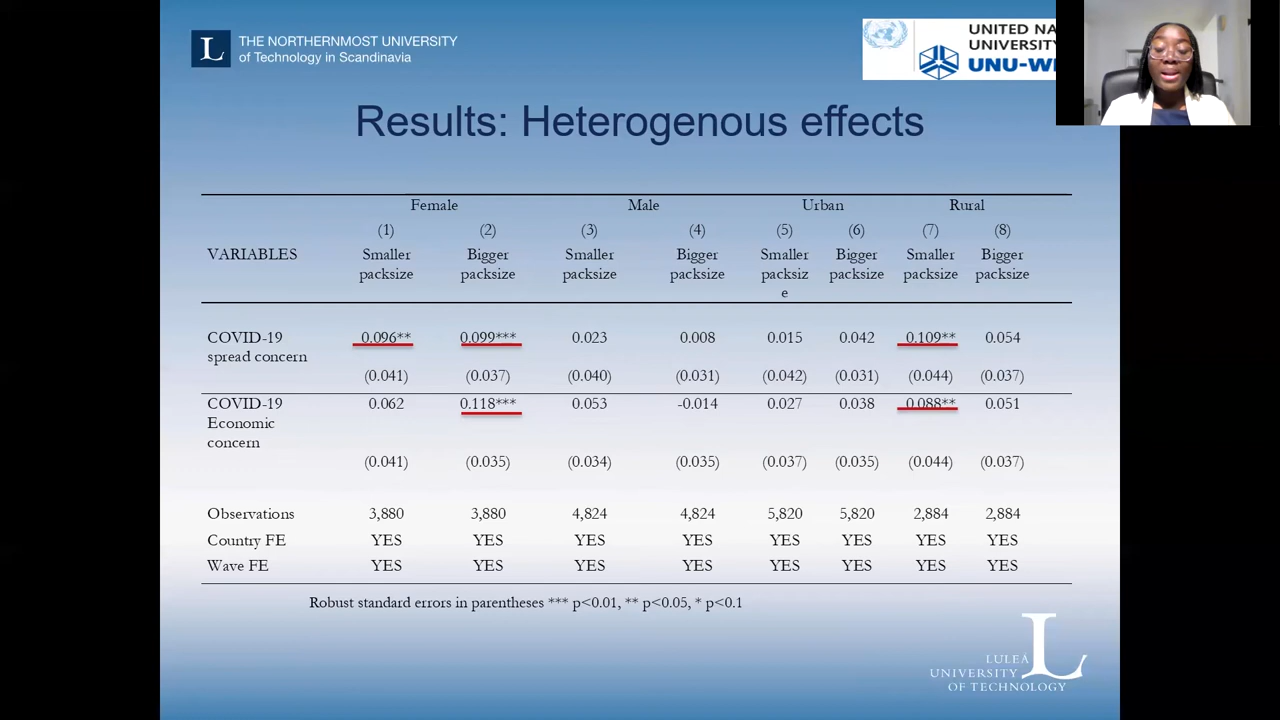 THE NORTHERNMOST UNIVERSITY
of Technology in Scandinavia
UNITED NA
UNIVERSITY
UNU-WI
Results: Heterogenous effects
Female Male Urban Rural
(1) (2) (3) (4) (5) (6) (7) (8)
VARIABLES Smaller packsize Bigger packsize Smaller packsize Bigger packsize Smaller packsiz e Bigger packsize Smaller packsize Bigger packsize
COVID-19 spread concern 0.096** 0.099*** 0.023 0.008 0.015 0.042 0.109** 0.054
(0.041) (0.037) (0.040) (0.031) (0.042) (0.031) (0.044) (0.037)
COVID-19 Economic concern 0.062 0.118*** 0.053 -0.014 0.027 0.038 0.088** 0.051
(0.041) (0.035) (0.034) (0.035) (0.037) (0.035) (0.044) (0.037)
Observations 3,880 3,880 4,824 4,824 5,820 5,820 2,884 2,884
Country FE YES YES YES YES YES YES YES YES
Wave FE YES YES YES YES YES YES YES YES
Robust standard errors in parentheses *** p<0.01, ** p<0.05, * p<0.1
LULEÅ
UNIVERSITY
OF TECHNOLOGY